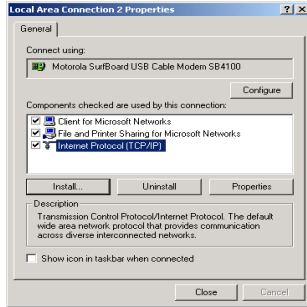 Local Area Connection 2 Properties
General
Connect using:
Motorola SurfBoard USB Cable Modem SB4100
Configure
Components checked are used by this connection:
Client for Microsoft Networks
File and Printer Sharing for Microsoft Networks
Internet Protocol (TCP/IP)
Install... Uninstall Properties
Description
Transmission Control Protocol/Internet Protocol. The default
wide area network protocol that provides communication
across diverse interconnected networks.
Show icon in taskbar when connected
Close Cancel